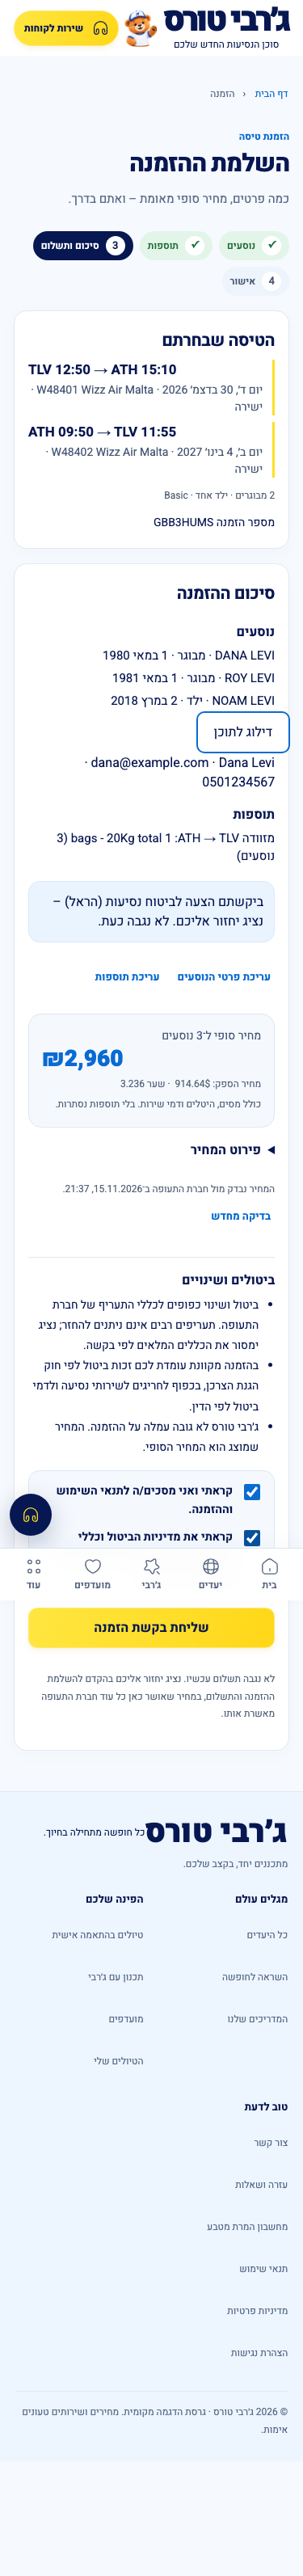 ג׳רבי טורס
סוכן הנסיעות החדש שלכם
שירות לקוחות
דף הבית › הזמנה
הזמנת טיסה
השלמת ההזמנה
כמה פרטים, מחיר סופי מאומת – ואתם בדרך.
✓ נוסעים
✓ תוספות
3 סיכום ותשלום
4 אישור
הטיסה שבחרתם
TLV 12:50 → ATH 15:10
יום ד׳, 30 בדצמ׳ 2026 · W48401 Wizz Air Malta ·
ישירה
ATH 09:50 → TLV 11:55
יום ב׳, 4 בינו׳ 2027 · W48402 Wizz Air Malta ·
ישירה
2 מבוגרים · ילד אחד · Basic
מספר הזמנה GBB3HUMS
סיכום ההזמנה
נוסעים
DANA LEVI · מבוגר · 1 במאי 1980
ROY LEVI · מבוגר · 1 במאי 1981
NOAM LEVI · ילד · 2 במרץ 2018
דילוג לתוכן
dana@example.com · Dana Levi ·
0501234567
תוספות
מזוודה ATH → TLV: 1 bags - 20Kg total (3
נוסעים)
ביקשתם הצעה לביטוח נסיעות (הראל) –
נציג יחזור אליכם. לא נגבה כעת.
עריכת פרטי הנוסעים
עריכת תוספות
מחיר סופי ל־3 נוסעים
₪2,960
מחיר הספק: 914.64$ · שער 3.236
כולל מסים, היטלים ודמי שירות. בלי תוספות נסתרות.
פירוט המחיר
המחיר נבדק מול חברת התעופה ב־15.11.2026, 21:37.
בדיקה מחדש
ביטולים ושינויים
• ביטול ושינוי כפופים לכללי התעריף של חברת
התעופה. תעריפים רבים אינם ניתנים להחזר; נציג
ימסור את הכללים המלאים לפי בקשה.
• בהזמנה מקוונת עומדת לכם זכות ביטול לפי חוק
הגנת הצרכן, בכפוף לחריגים לשירותי נסיעה ולדמי
ביטול לפי הדין.
• ג׳רבי טורס לא גובה עמלה על ההזמנה. המחיר
שמוצג הוא המחיר הסופי.
קראתי ואני מסכים/ה לתנאי השימוש
וההזמנה.
קראתי את מדיניות הביטול וכללי
בית
יעדים
ג׳רבי
מועדפים
עוד
שליחת בקשת הזמנה
לא נגבה תשלום עכשיו. נציג יחזור אליכם בהקדם להשלמת
ההזמנה והתשלום, במחיר שאושר כאן כל עוד חברת התעופה
מאשרת אותו.
ג׳רבי טורס
כל חופשה מתחילה בחיוך.
מתכננים יחד, בקצב שלכם.
מגלים עולם
כל היעדים
השראה לחופשה
המדריכים שלנו
הפינה שלכם
טיולים בהתאמה אישית
תכנון עם ג׳רבי
מועדפים
הטיולים שלי
טוב לדעת
צור קשר
עזרה ושאלות
מחשבון המרת מטבע
תנאי שימוש
מדיניות פרטיות
הצהרת נגישות
© 2026 ג׳רבי טורס · גרסת הדגמה מקומית. מחירים ושירותים טעונים
אימות.